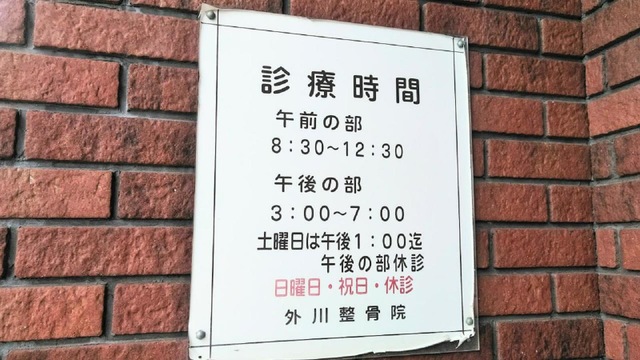 診療時間
午前の部
8:30~12:30
午後の部
3:00~7:00
土曜日は午後1:00迄
午後の部休診
日曜日・祝日・休診
外川整骨院